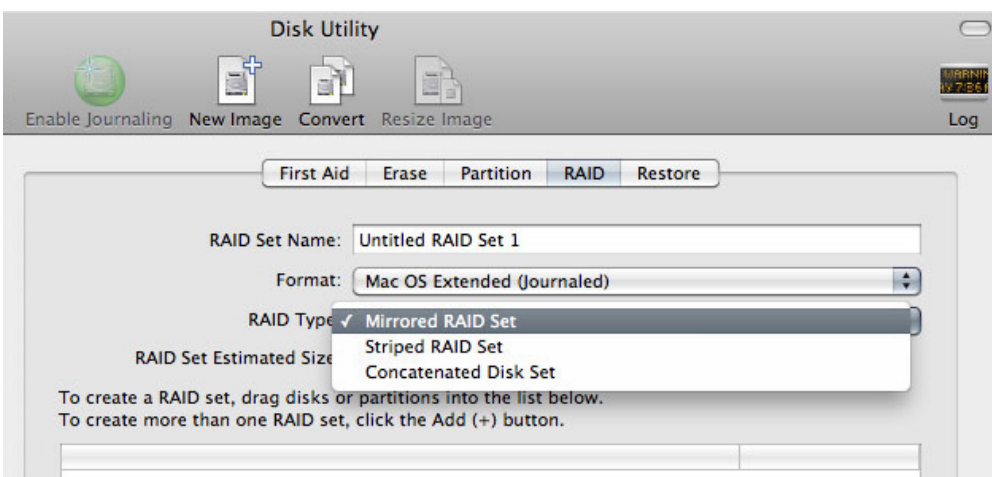 Disk Utility
Enable Journaling New Image Convert Resize Image Log
First Aid Erase Partition RAID Restore
RAID Set Name: Untitled RAID Set 1
Format: Mac OS Extended (Journaled)
RAID Type ✓ Mirrored RAID Set
Striped RAID Set
RAID Set Estimated Size
Concatenated Disk Set
To create a RAID set, drag disks or partitions into the list below.
To create more than one RAID set, click the Add (+) button.